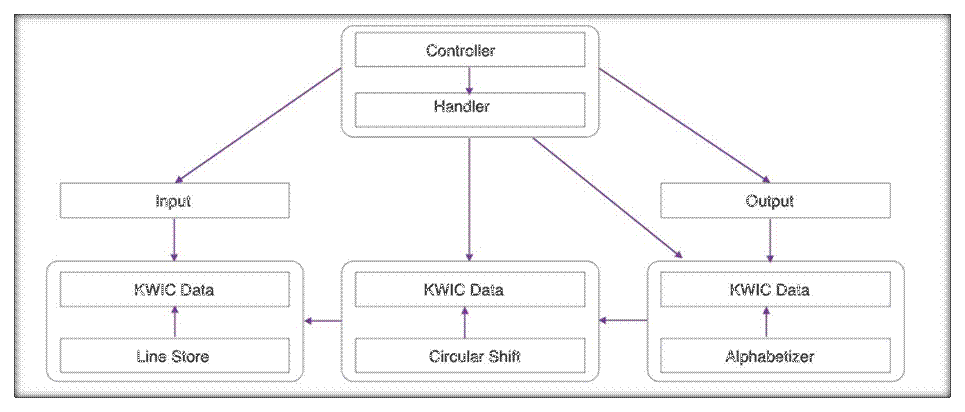 Controller
Handler
Input
Output
KWIC Data
KWIC Data
KWIC Data
Line Store
Circular Shift
Alphabetizer